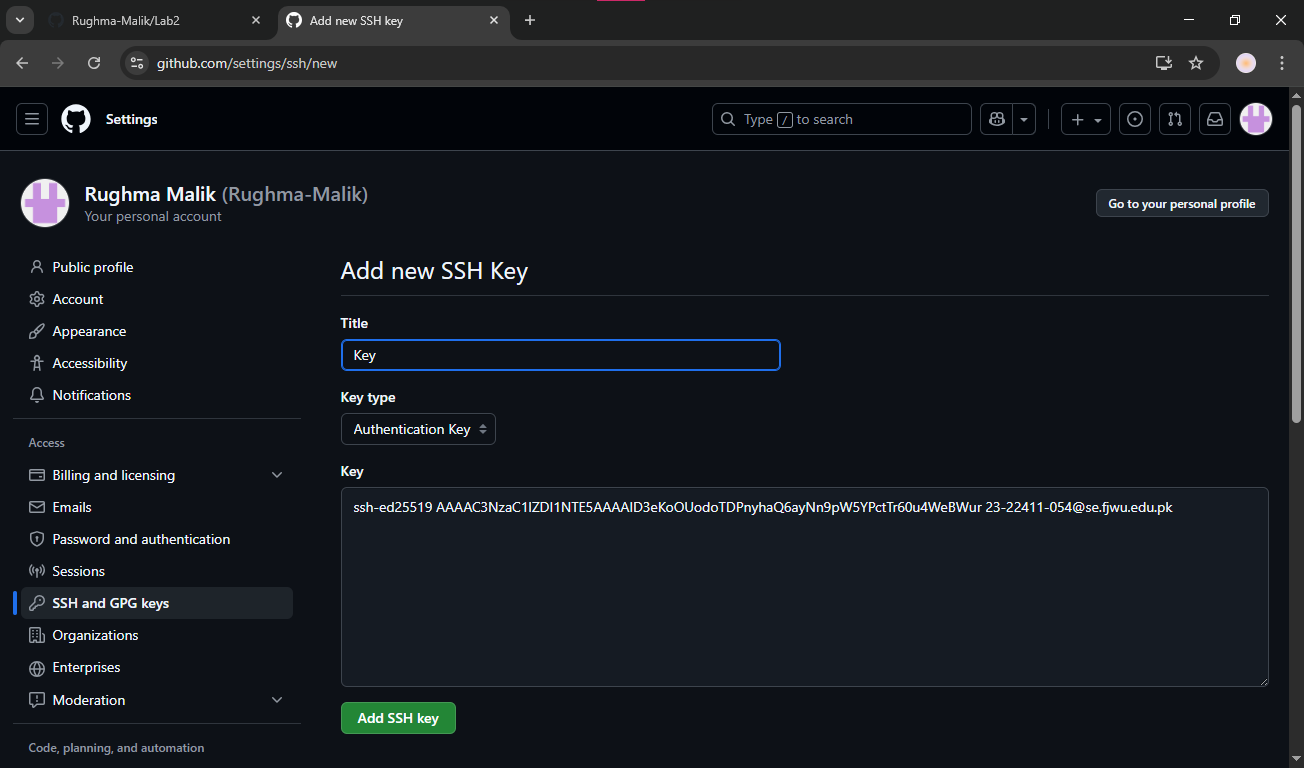 Rughma-Malik/Lab2
Add new SSH key
github.com/settings/ssh/new
Settings
Type / to search
Rughma Malik (Rughma-Malik)
Your personal account
Go to your personal profile
Public profile
Account
Appearance
Accessibility
Notifications
Access
Billing and licensing
Emails
Password and authentication
Sessions
SSH and GPG keys
Organizations
Enterprises
Moderation
Code, planning, and automation
Add new SSH Key
Title
Key
Key type
Authentication Key
Key
ssh-ed25519 AAAAC3NzaC1lZDI1NTE5AAAAID3eKoOUodoTDPnyhaQ6ayNn9pW5YPctTr60u4WeBWur 23-22411-054@se.fjwu.edu.pk
Add SSH key